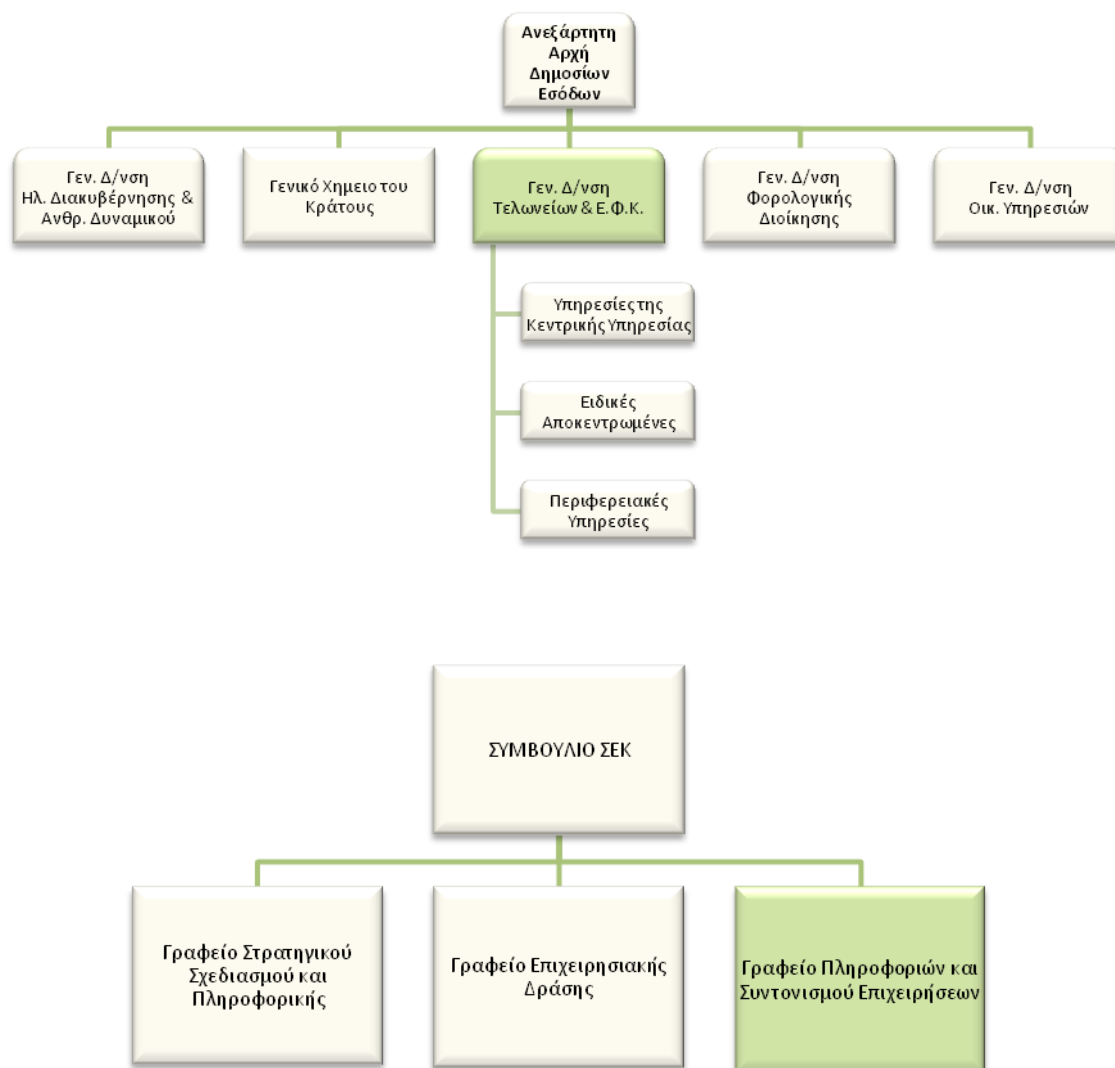 Ανεξάρτητη
Αρχή
Δημοσίων
Εσόδων
Γεν. Δ/νση
Ηλ. Διακυβέρνησης &
Ανθρ. Δυναμικού
Γενικό Χημειο του
Κράτους
Γεν. Δ/νση
Τελωνείων & Ε.Φ.Κ.
Γεν. Δ/νση
Φορολογικής
Διοίκησης
Γεν. Δ/νση
Οικ. Υπηρεσιών
Υπηρεσίες της
Κεντρικής Υπηρεσίας
Ειδικές
Αποκεντρωμένες
Περιφερειακές
Υπηρεσίες
ΣΥΜΒΟΥΛΙΟ ΣΕΚ
Γραφείο Στρατηγικού
Σχεδιασμού και
Πληροφορικής
Γραφείο Επιχειρησιακής
Δράσης
Γραφείο Πληροφοριών και
Συντονισμού Επιχειρήσεων